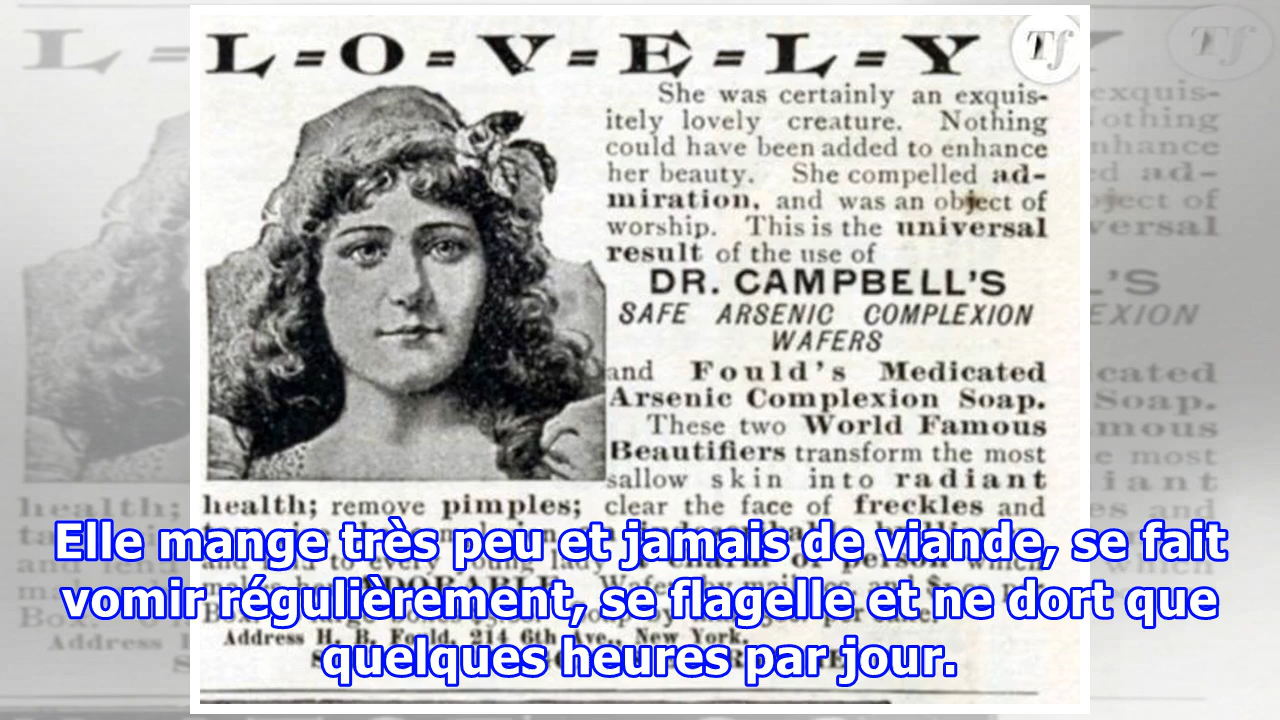 L=O=V=E=L=Y
Tf
She was certainly an exquis-
itely lovely creature. Nothing
could have been added to enhance
her beauty. She compelled ad-
miration, and was an object of
worship. This is the universal
result of the use of
DR. CAMPBELL'S
SAFE ARSENIC COMPLEXION
WAFERS
and Fould's Medicated
Arsenic Complexion Soap.
These two World Famous
Beautifiers transform the most
sallow skin into radiant
health; remove pimples; clear the face of freckles and
Elle mange très peu et jamais de viande, se fait
vomir régulièrement, se flagelle et ne dort que
Address H. B. Fould, 214 6th Ave., New York.
quelques heures par jour.